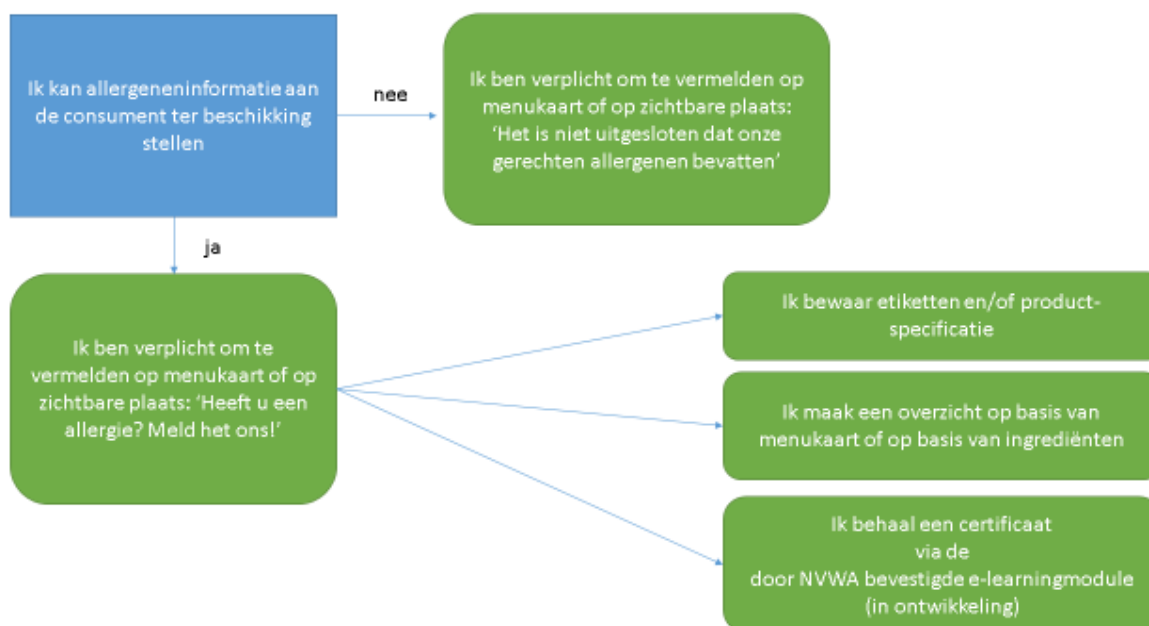 Ik kan allergeneninformatie aan
de consument ter beschikking
stellen
nee
Ik ben verplicht om te vermelden op
menukaart of op zichtbare plaats:
‘Het is niet uitgesloten dat onze
gerechten allergenen bevatten’
ja
Ik ben verplicht om te
vermelden op menukaart of op
zichtbare plaats: ‘Heeft u een
allergie? Meld het ons!’
Ik bewaar etiketten en/of product-
specificatie
Ik maak een overzicht op basis van
menukaart of op basis van ingrediënten
Ik behaal een certificaat
via de
door NVWA bevestigde e-learningmodule
(in ontwikkeling)